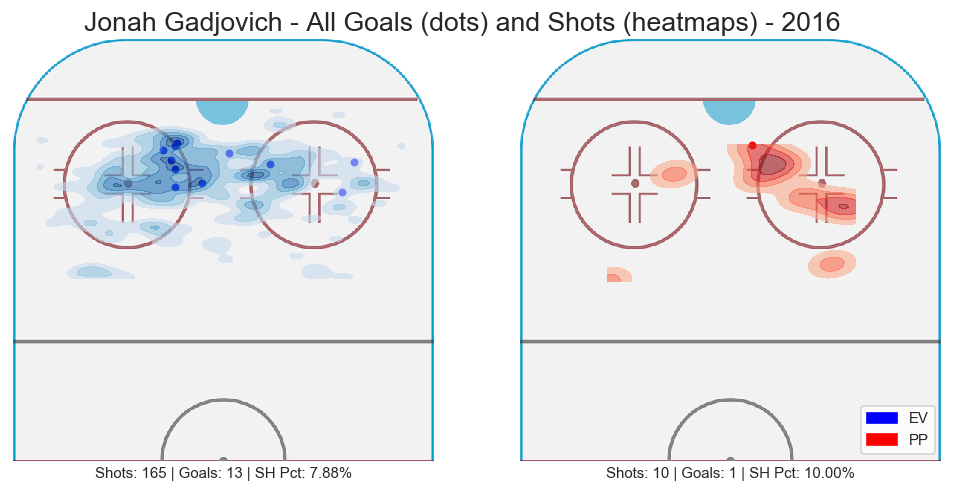 Jonah Gadjovich - All Goals (dots) and Shots (heatmaps) - 2016
EV
PP
Shots: 165 | Goals: 13 | SH Pct: 7.88%
Shots: 10 | Goals: 1 | SH Pct: 10.00%